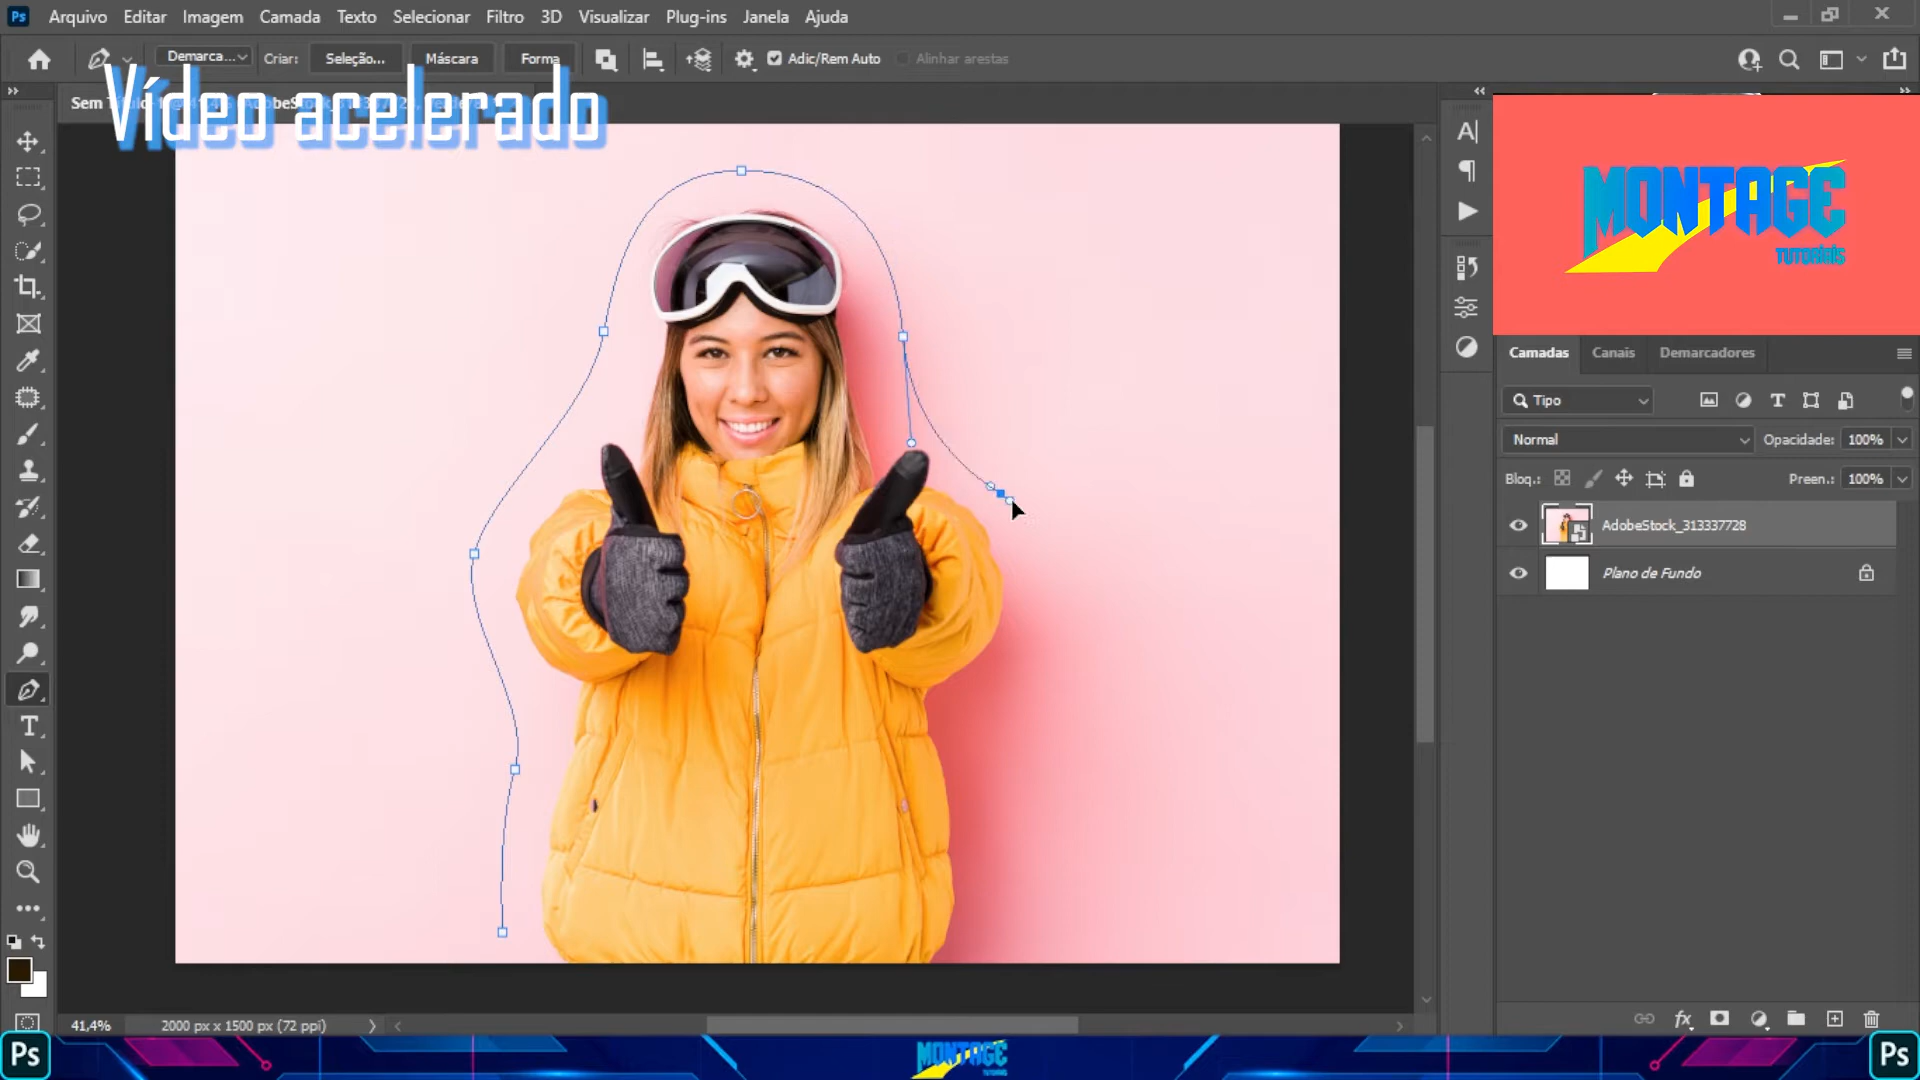 Ps Arquivo Editar Imagem Camada Texto Selecionar Filtro 3D Visualizar Plug-ins Janela Ajuda
Demarca... Criar: Seleção... Máscara Forma Adic/Rem Auto Alinhar arestas
Vídeo acelerado
MONTAGE
TUTORIAIS
Camadas Canais Demarcadores
Tipo
Normal Opacidade: 100%
Bloq.: Preen.: 100%
AdobeStock_313337728
Plano de Fundo
41,4% 2000 px x 1500 px (72 ppi)
Ps MONTAGE Ps
TUTORIAIS